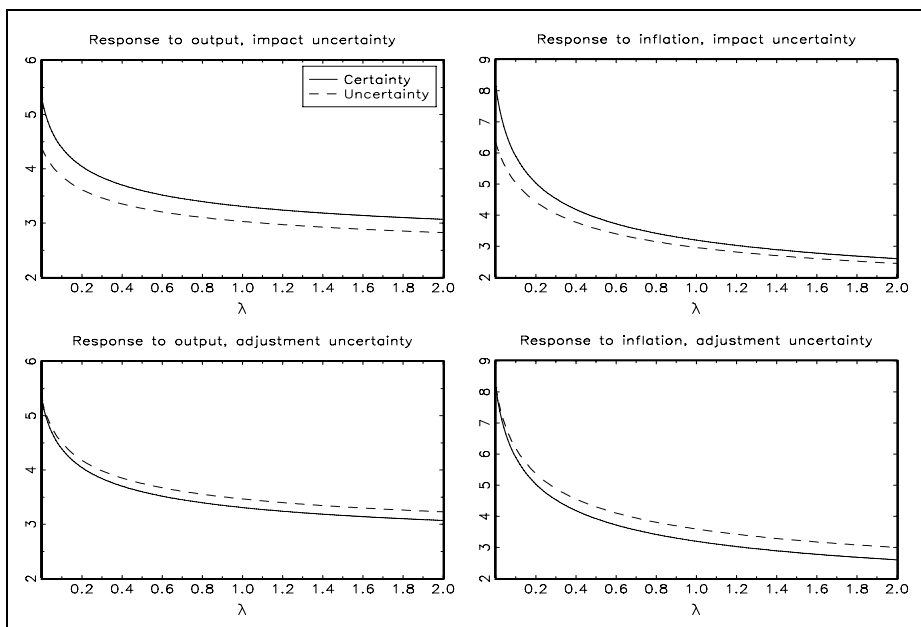 Response to output, impact uncertainty
6
5
4
3
2
Certainty
Uncertainty
0.2 0.4 0.6 0.8 1.0 1.2 1.4 1.6 1.8 2.0
λ
Response to inflation, impact uncertainty
9
8
7
6
5
4
3
2
0.2 0.4 0.6 0.8 1.0 1.2 1.4 1.6 1.8 2.0
λ
Response to output, adjustment uncertainty
6
5
4
3
2
0.2 0.4 0.6 0.8 1.0 1.2 1.4 1.6 1.8 2.0
λ
Response to inflation, adjustment uncertainty
9
8
7
6
5
4
3
2
0.2 0.4 0.6 0.8 1.0 1.2 1.4 1.6 1.8 2.0
λ